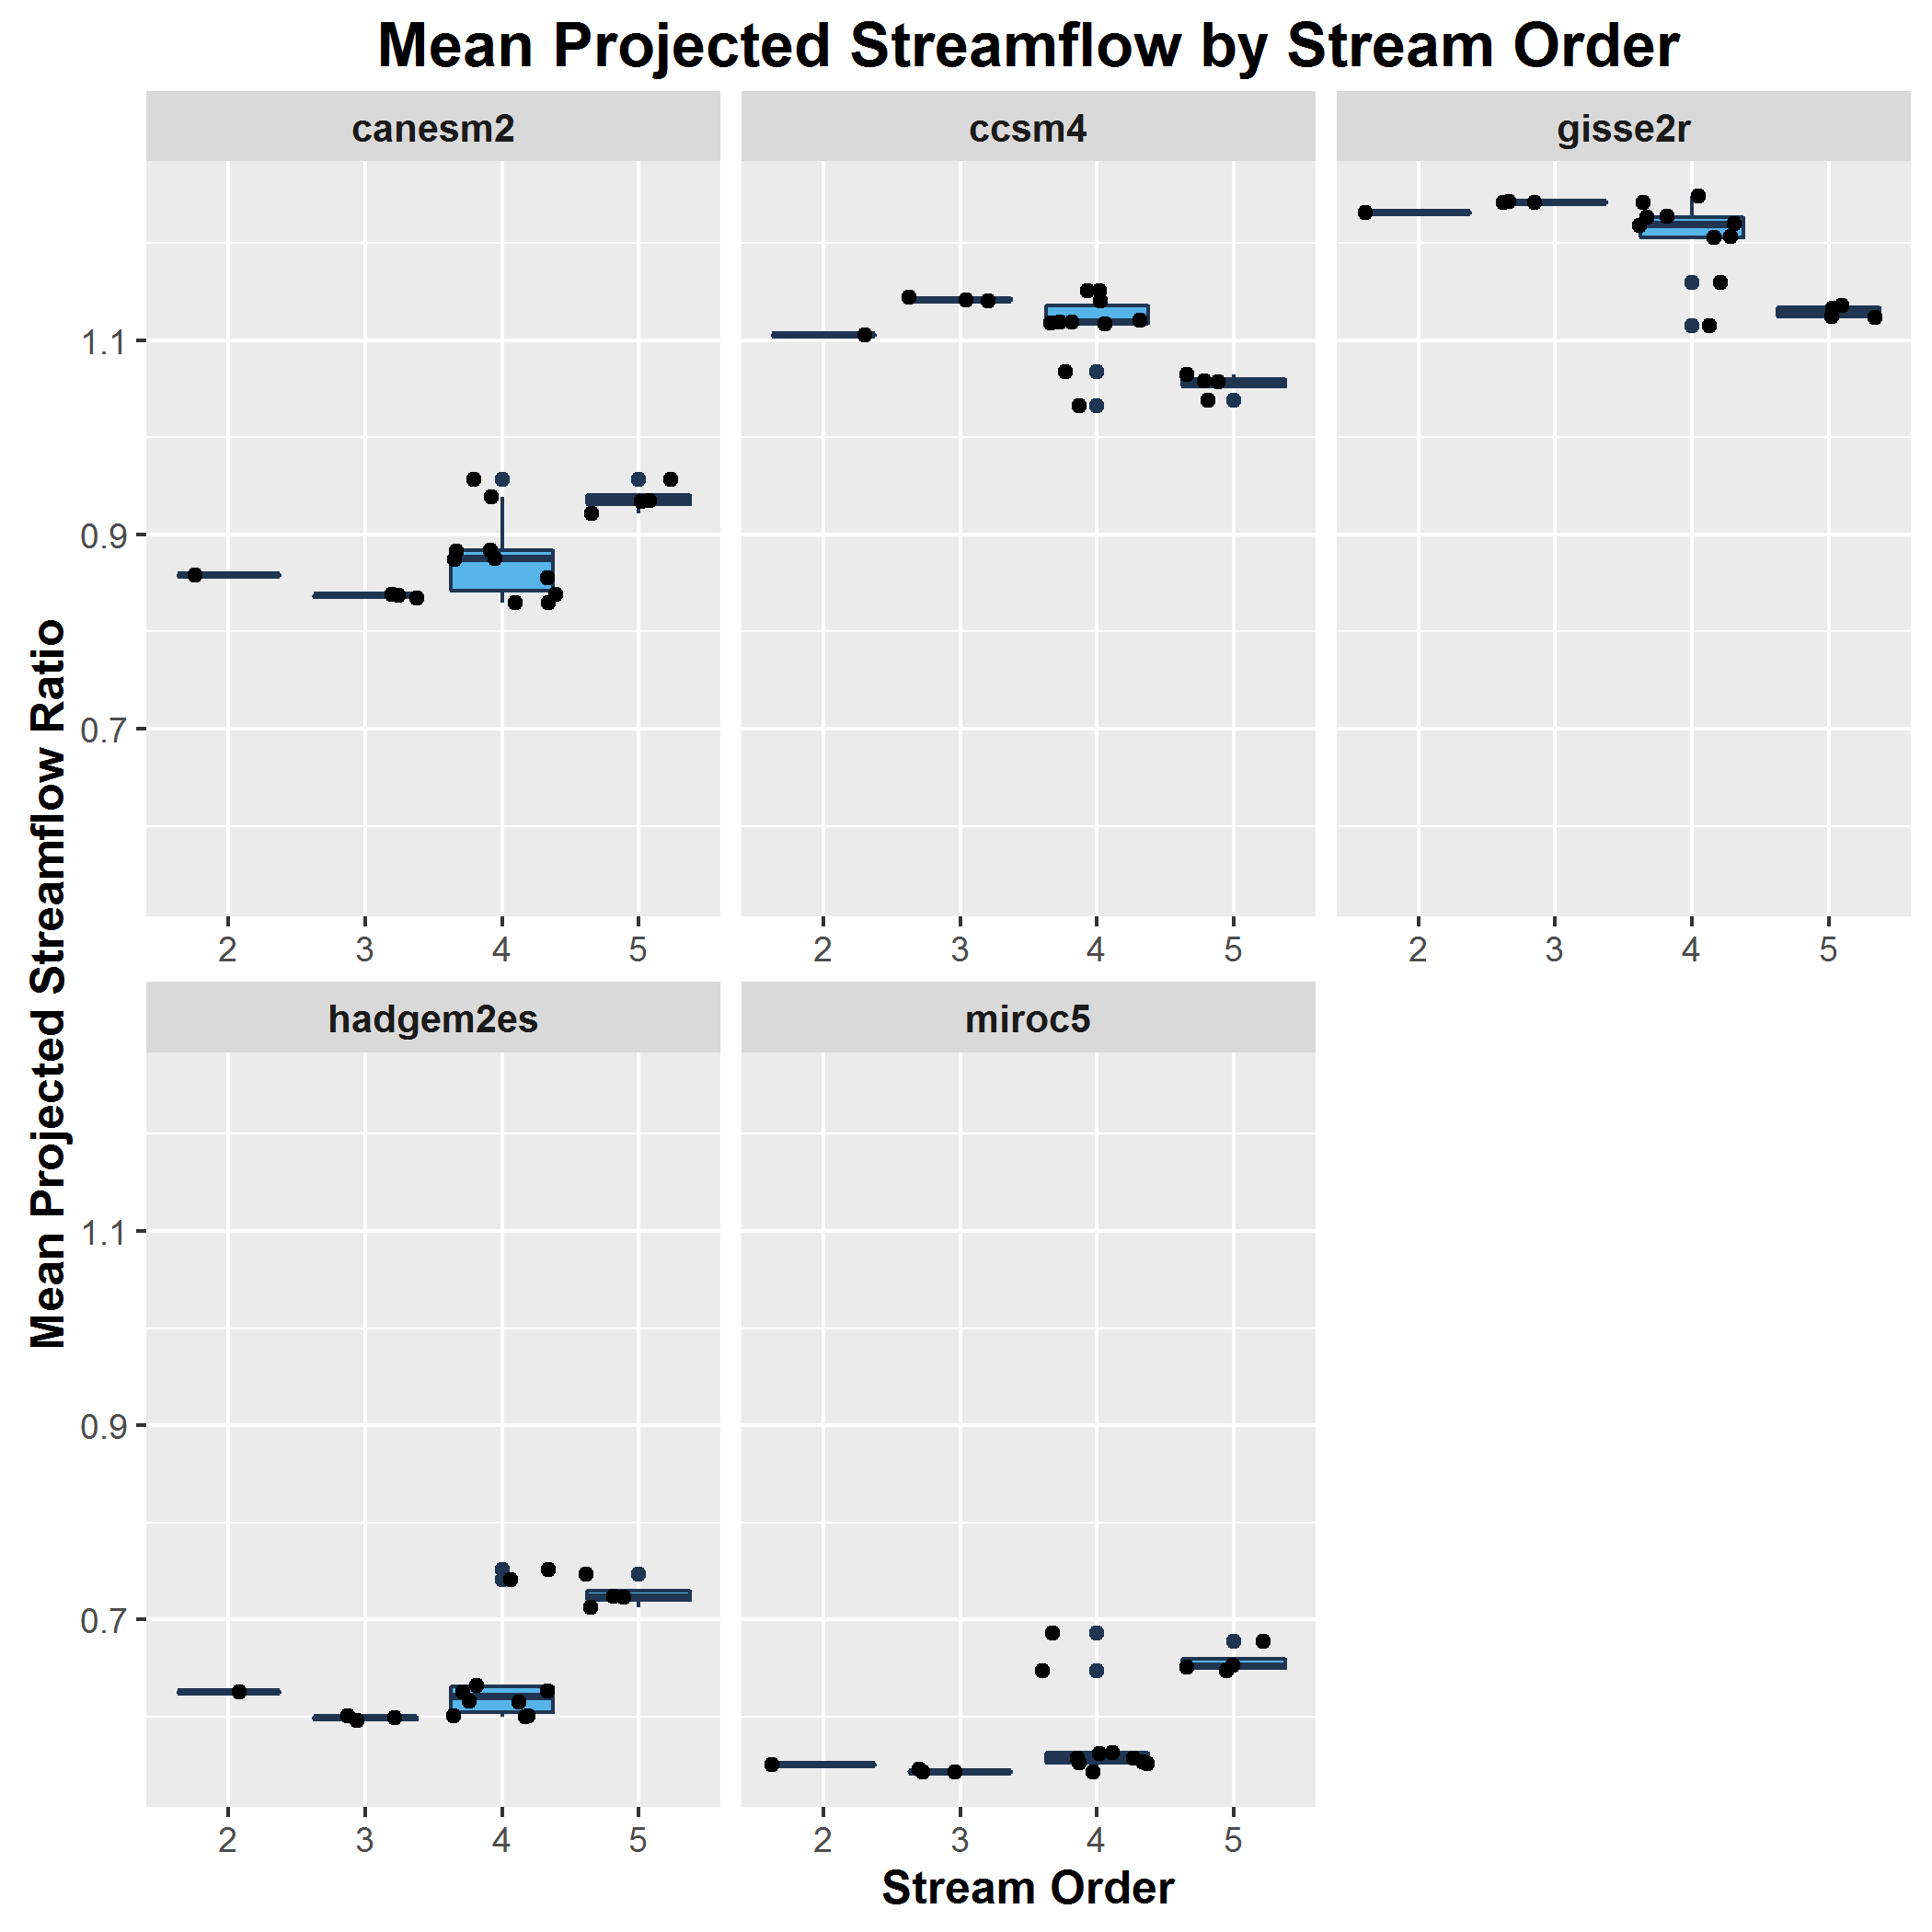 Mean Projected Streamflow by Stream Order
canesm2 ccsm4 gisse2r
1.1
0.9
0.7
2 3 4 5 2 3 4 5 2 3 4 5
Mean Projected Streamflow Ratio
hadgem2es miroc5
1.1
0.9
0.7
2 3 4 5 2 3 4 5
Stream Order